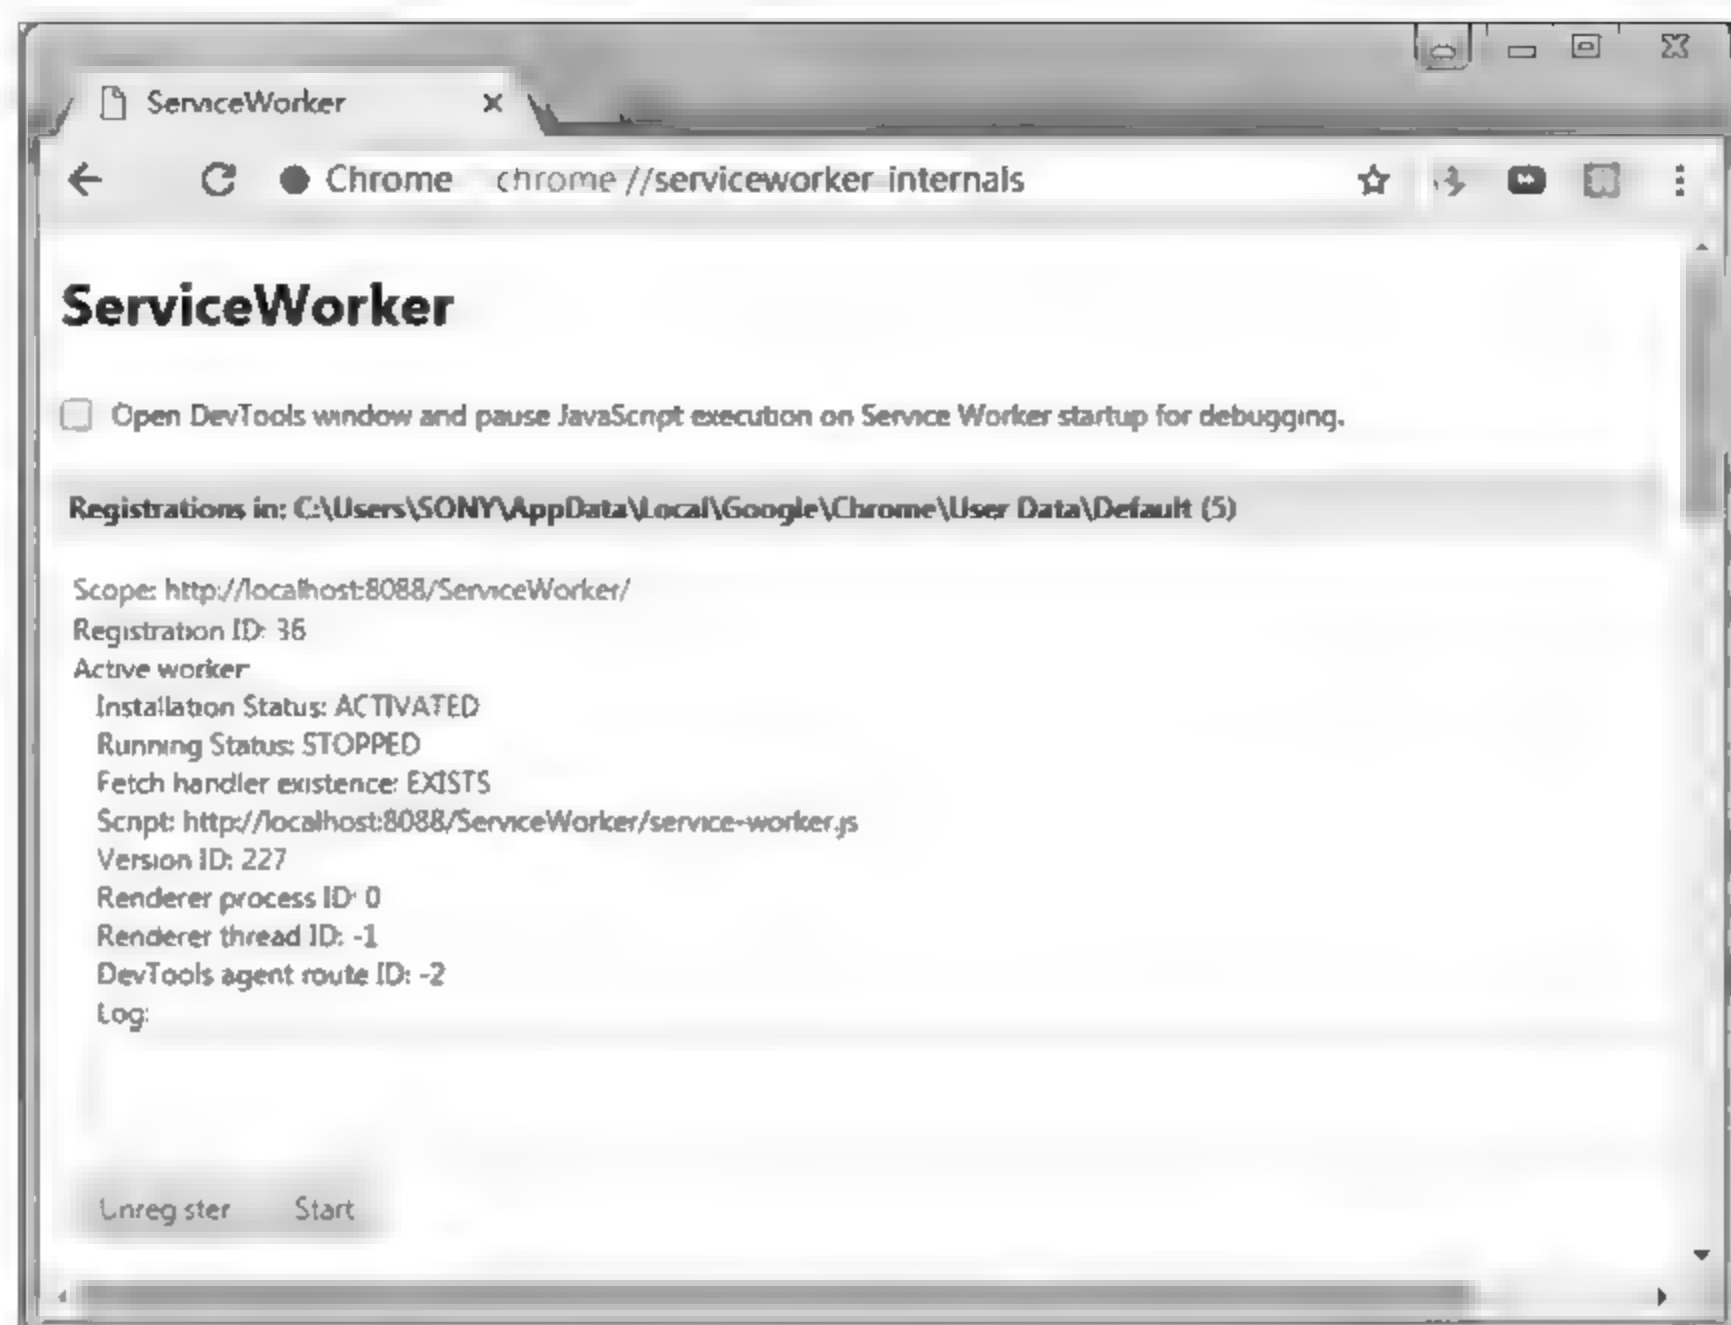 ServiceWorker
Chrome chrome://serviceworker-internals
ServiceWorker
Open DevTools window and pause JavaScript execution on Service Worker startup for debugging.
Registrations in: C:\Users\SONY\AppData\Local\Google\Chrome\User Data\Default (5)
Scope: http://localhost:8088/ServiceWorker/
Registration ID: 36
Active worker:
Installation Status: ACTIVATED
Running Status: STOPPED
Fetch handler existence: EXISTS
Script: http://localhost:8088/ServiceWorker/service-worker.js
Version ID: 227
Renderer process ID: 0
Renderer thread ID: -1
DevTools agent route ID: -2
Log:
Unregister Start